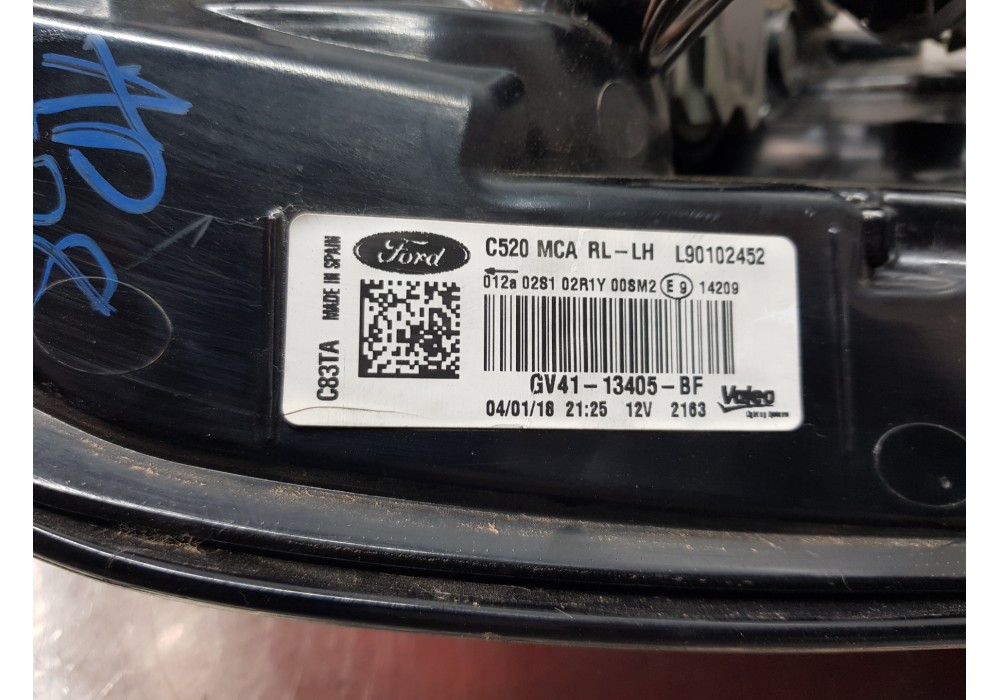 Ford C520 MCA RL-LH L90102452
012a 02S1 02R1Y 00SM2 E9 14209
GV41-13405-BF
04/01/18 21:25 12V 2163 Valeo
MADE IN SPAIN
C83TA